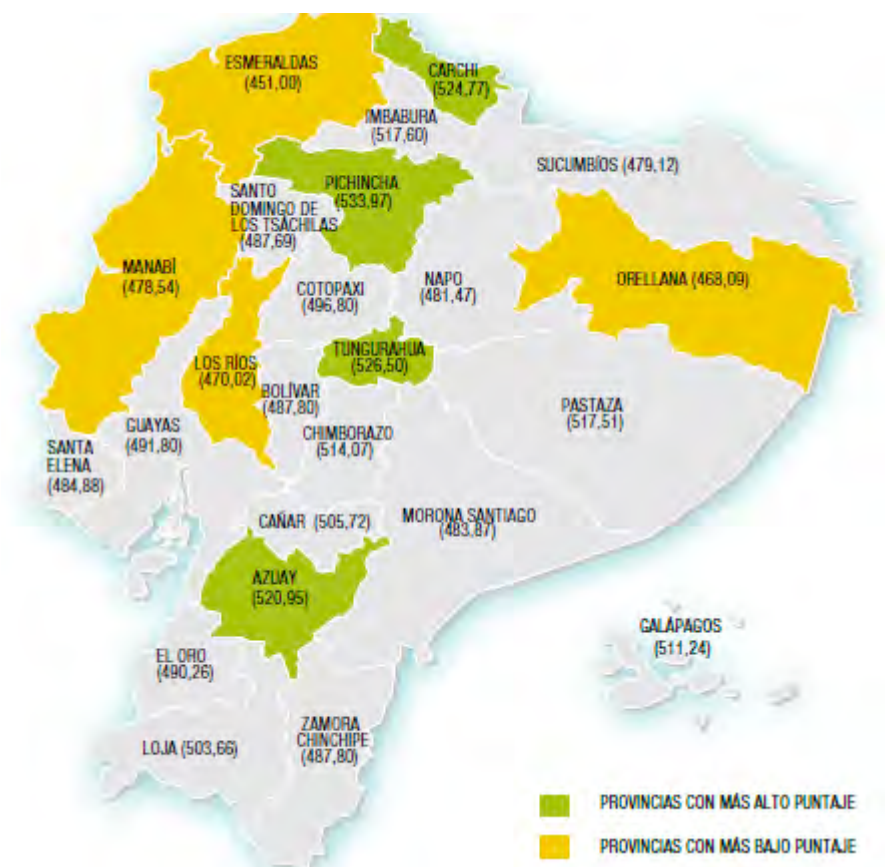 ESMERALDAS
(451,00)
CARCHI
(524,77)
IMBABURA
(517,60)
SUCUMBÍOS (479,12)
PICHINCHA
(533,97)
SANTO
DOMINGO DE
LOS TSÁCHILAS
(487,69)
MANABÍ
(478,54)
COTOPAXI
(496,80)
NAPO
(481,47)
ORELLANA (468,09)
TUNGURAHUA
(526,50)
LOS RÍOS
(470,02)
BOLÍVAR
(487,80)
PASTAZA
(517,51)
GUAYAS
(491,80)
CHIMBORAZO
(514,07)
SANTA
ELENA
(484,88)
CAÑAR (505,72)
MORONA SANTIAGO
(483,87)
AZUAY
(520,95)
GALÁPAGOS
(511,24)
EL ORO
(490,26)
LOJA (503,66)
ZAMORA
CHINCHIPE
(487,80)
PROVINCIAS CON MÁS ALTO PUNTAJE
PROVINCIAS CON MÁS BAJO PUNTAJE